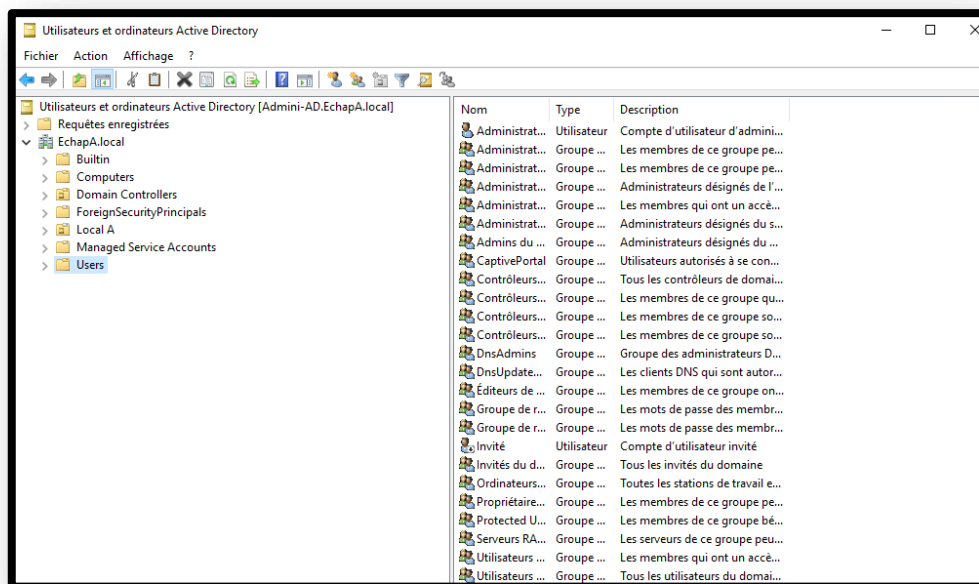 Utilisateurs et ordinateurs Active Directory
Fichier Action Affichage ?
Utilisateurs et ordinateurs Active Directory [Admini-AD.EchapA.local]
Requêtes enregistrées
EchapA.local
Builtin
Computers
Domain Controllers
ForeignSecurityPrincipals
Local A
Managed Service Accounts
Users
Nom Type Description
Administrat... Utilisateur Compte d'utilisateur d'admini...
Administrat... Groupe ... Les membres de ce groupe pe...
Administrat... Groupe ... Les membres de ce groupe pe...
Administrat... Groupe ... Administrateurs désignés de l'...
Administrat... Groupe ... Les membres qui ont un accè...
Administrat... Groupe ... Administrateurs désignés du s...
Admins du ... Groupe ... Administrateurs désignés du ...
CaptivePortal Groupe ... Utilisateurs autorisés à se con...
Contrôleurs... Groupe ... Tous les contrôleurs de domai...
Contrôleurs... Groupe ... Les membres de ce groupe qu...
Contrôleurs... Groupe ... Les membres de ce groupe so...
Contrôleurs... Groupe ... Les membres de ce groupe so...
DnsAdmins Groupe ... Groupe des administrateurs D...
DnsUpdate... Groupe ... Les clients DNS qui sont autor...
Éditeurs de ... Groupe ... Les membres de ce groupe on...
Groupe de r... Groupe ... Les mots de passe des membr...
Groupe de r... Groupe ... Les mots de passe des membr...
Invité Utilisateur Compte d'utilisateur invité
Invités du d... Groupe ... Tous les invités du domaine
Ordinateurs... Groupe ... Toutes les stations de travail e...
Propriétaire... Groupe ... Les membres de ce groupe pe...
Protected U... Groupe ... Les membres de ce groupe bé...
Serveurs RA... Groupe ... Les serveurs de ce groupe peu...
Utilisateurs ... Groupe ... Les membres qui ont un accè...
Utilisateurs ... Groupe ... Tous les utilisateurs du domai...